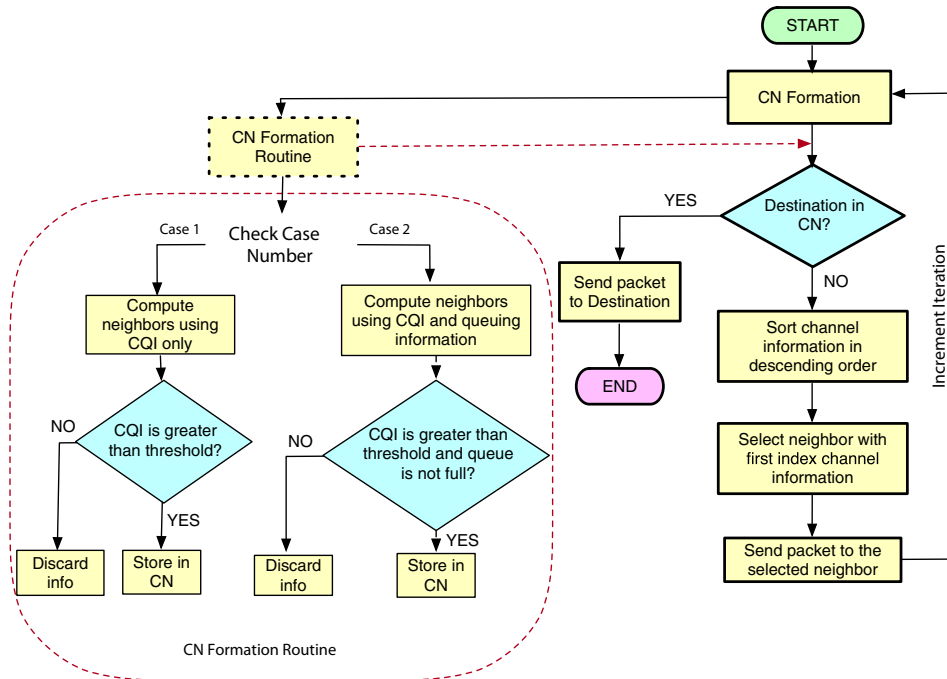 START
CN Formation
CN Formation
Routine
Destination in
CN?
YES
NO
Send packet
to Destination
END
Sort channel
information in
descending order
Select neighbor with
first index channel
information
Send packet to the
selected neighbor
Increment Iteration
Case 1
Check Case
Number
Case 2
Compute
neighbors using
CQI only
Compute neighbors
using CQI and queuing
information
NO
CQI is greater
than threshold?
YES
Discard
info
Store in
CN
NO
CQI is greater than
threshold and queue
is not full?
YES
Discard
info
Store in
CN
CN Formation Routine